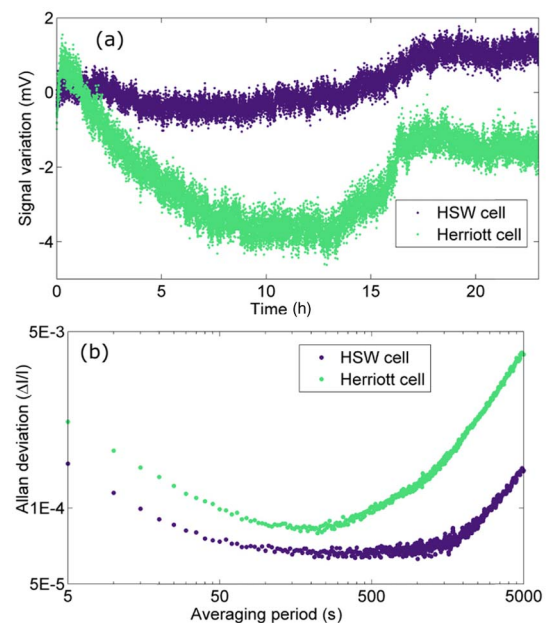 (a)
2
0
-2
-4
Signal variation (mV)
HSW cell
Herriott cell
0
5
10
15
20
Time (h)
(b)
5E-3
1E-4
5E-5
Allan deviation (ΔI/I)
HSW cell
Herriott cell
5
50
500
5000
Averaging period (s)